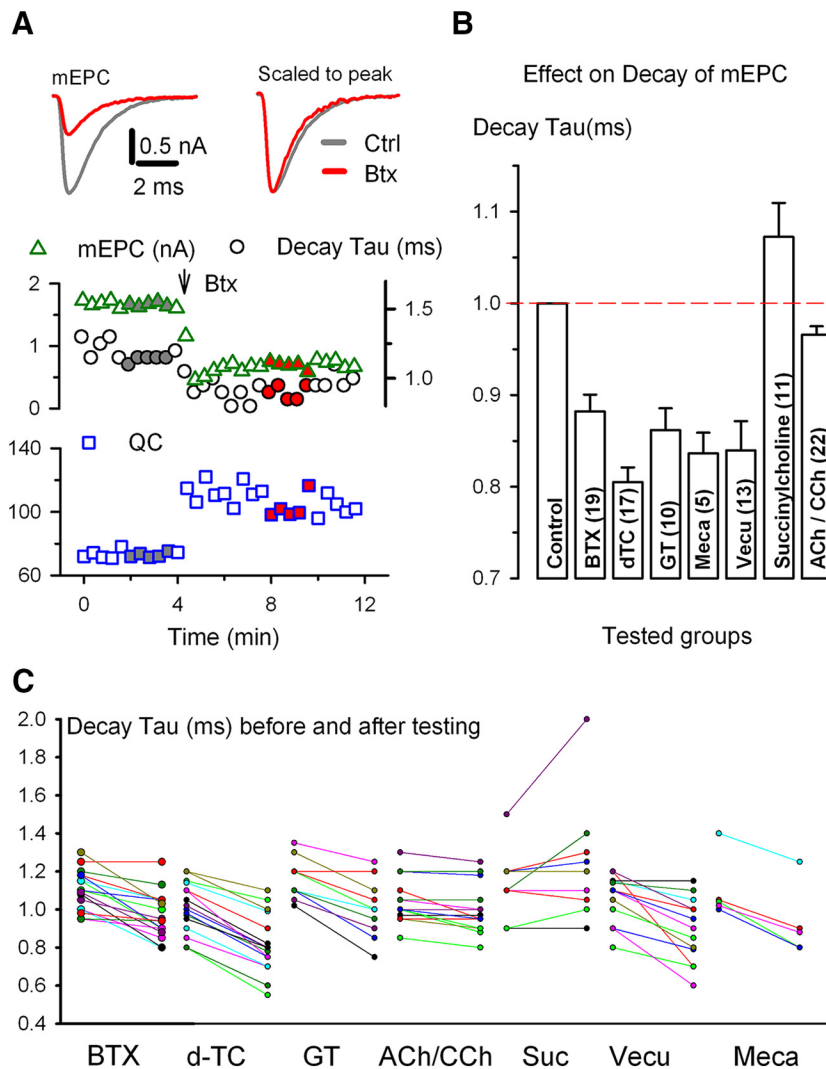 A
mEPC
Scaled to peak
0.5 nA
2 ms
Ctrl
Btx
mEPC (nA)
Decay Tau (ms)
Btx
2
1
0
1.5
1.0
QC
140
100
60
0
4
8
12
Time (min)
B
Effect on Decay of mEPC
Decay Tau(ms)
1.1
1.0
0.9
0.8
0.7
Control
BTX (19)
dTC (17)
GT (10)
Meca (5)
Vecu (13)
Succinylcholine (11)
ACh / CCh (22)
Tested groups
C
Decay Tau (ms) before and after testing
2.0
1.8
1.6
1.4
1.2
1.0
0.8
0.6
0.4
BTX
d-TC
GT
ACh/CCh
Suc
Vecu
Meca